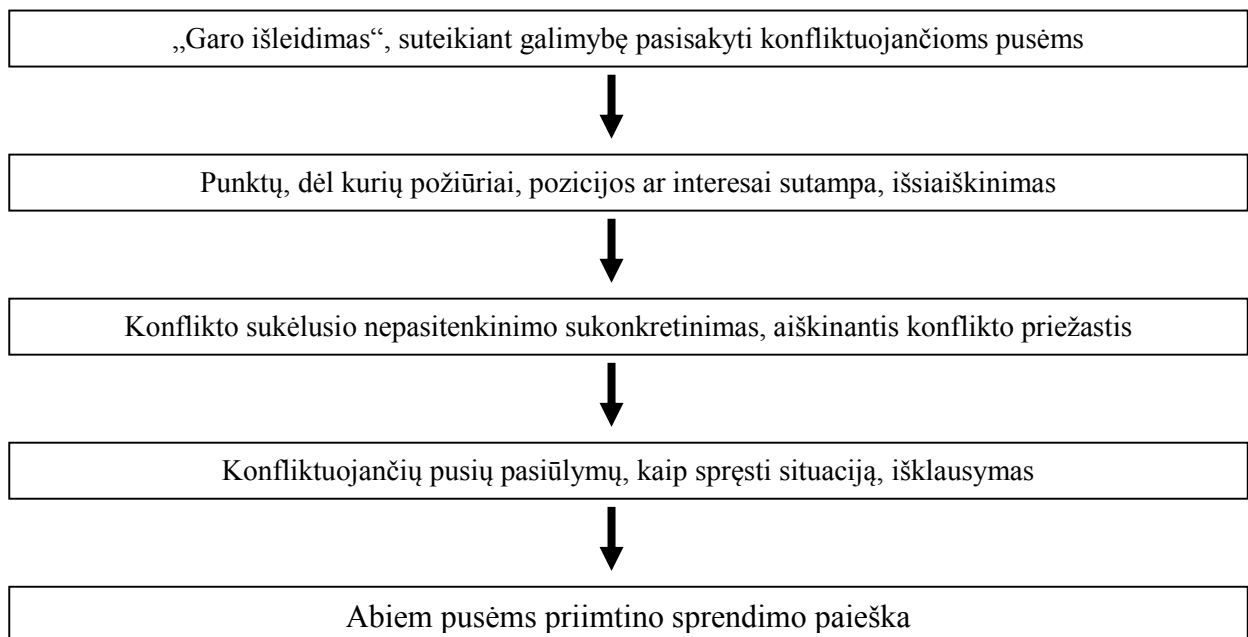 „Garo išleidimas“, suteikiant galimybę pasisakyti konfliktuojančioms pusėms
Punktų, dėl kurių požiūriai, pozicijos ar interesai sutampa, išsiaiškinimas
Konflikto sukėlusio nepasitenkinimo sukonkretinimas, aiškinantis konflikto priežastis
Konfliktuojančių pusių pasiūlymų, kaip spręsti situaciją, išklausymas
Abiem pusėms priimtino sprendimo paieška